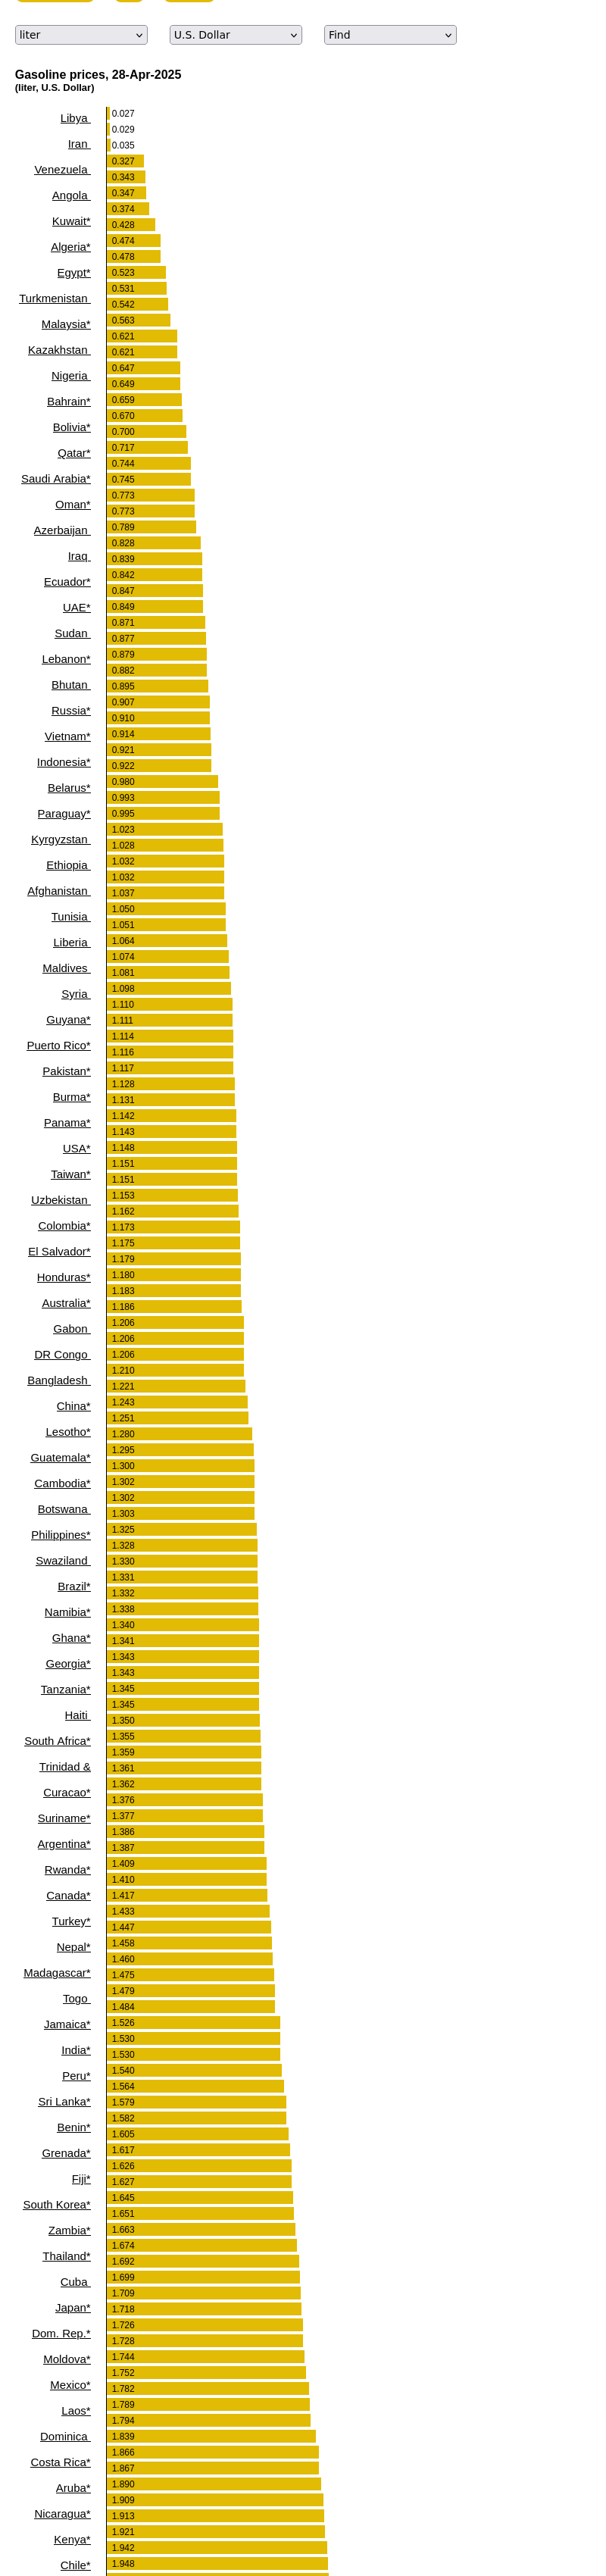 liter
U.S. Dollar
Find
Gasoline prices, 28-Apr-2025
(liter, U.S. Dollar)
Libya
Iran
Venezuela
Angola
Kuwait*
Algeria*
Egypt*
Turkmenistan
Malaysia*
Kazakhstan
Nigeria
Bahrain*
Bolivia*
Qatar*
Saudi Arabia*
Oman*
Azerbaijan
Iraq
Ecuador*
UAE*
Sudan
Lebanon*
Bhutan
Russia*
Vietnam*
Indonesia*
Belarus*
Paraguay*
Kyrgyzstan
Ethiopia
Afghanistan
Tunisia
Liberia
Maldives
Syria
Guyana*
Puerto Rico*
Pakistan*
Burma*
Panama*
USA*
Taiwan*
Uzbekistan
Colombia*
El Salvador*
Honduras*
Australia*
Gabon
DR Congo
Bangladesh
China*
Lesotho*
Guatemala*
Cambodia*
Botswana
Philippines*
Swaziland
Brazil*
Namibia*
Ghana*
Georgia*
Tanzania*
Haiti
South Africa*
Trinidad &
Curacao*
Suriname*
Argentina*
Rwanda*
Canada*
Turkey*
Nepal*
Madagascar*
Togo
Jamaica*
India*
Peru*
Sri Lanka*
Benin*
Grenada*
Fiji*
South Korea*
Zambia*
Thailand*
Cuba
Japan*
Dom. Rep.*
Moldova*
Mexico*
Laos*
Dominica
Costa Rica*
Aruba*
Nicaragua*
Kenya*
Chile*
0.027
0.029
0.035
0.327
0.343
0.347
0.374
0.428
0.474
0.478
0.523
0.531
0.542
0.563
0.621
0.621
0.647
0.649
0.659
0.670
0.700
0.717
0.744
0.745
0.773
0.773
0.789
0.828
0.839
0.842
0.847
0.849
0.871
0.877
0.879
0.882
0.895
0.907
0.910
0.914
0.921
0.922
0.980
0.993
0.995
1.023
1.028
1.032
1.032
1.037
1.050
1.051
1.064
1.074
1.081
1.098
1.110
1.111
1.114
1.116
1.117
1.128
1.131
1.142
1.143
1.148
1.151
1.151
1.153
1.162
1.173
1.175
1.179
1.180
1.183
1.186
1.206
1.206
1.206
1.210
1.221
1.243
1.251
1.280
1.295
1.300
1.302
1.302
1.303
1.325
1.328
1.330
1.331
1.332
1.338
1.340
1.341
1.343
1.343
1.345
1.345
1.350
1.355
1.359
1.361
1.362
1.376
1.377
1.386
1.387
1.409
1.410
1.417
1.433
1.447
1.458
1.460
1.475
1.479
1.484
1.526
1.530
1.530
1.540
1.564
1.579
1.582
1.605
1.617
1.626
1.627
1.645
1.651
1.663
1.674
1.692
1.699
1.709
1.718
1.726
1.728
1.744
1.752
1.782
1.789
1.794
1.839
1.866
1.867
1.890
1.909
1.913
1.921
1.942
1.948